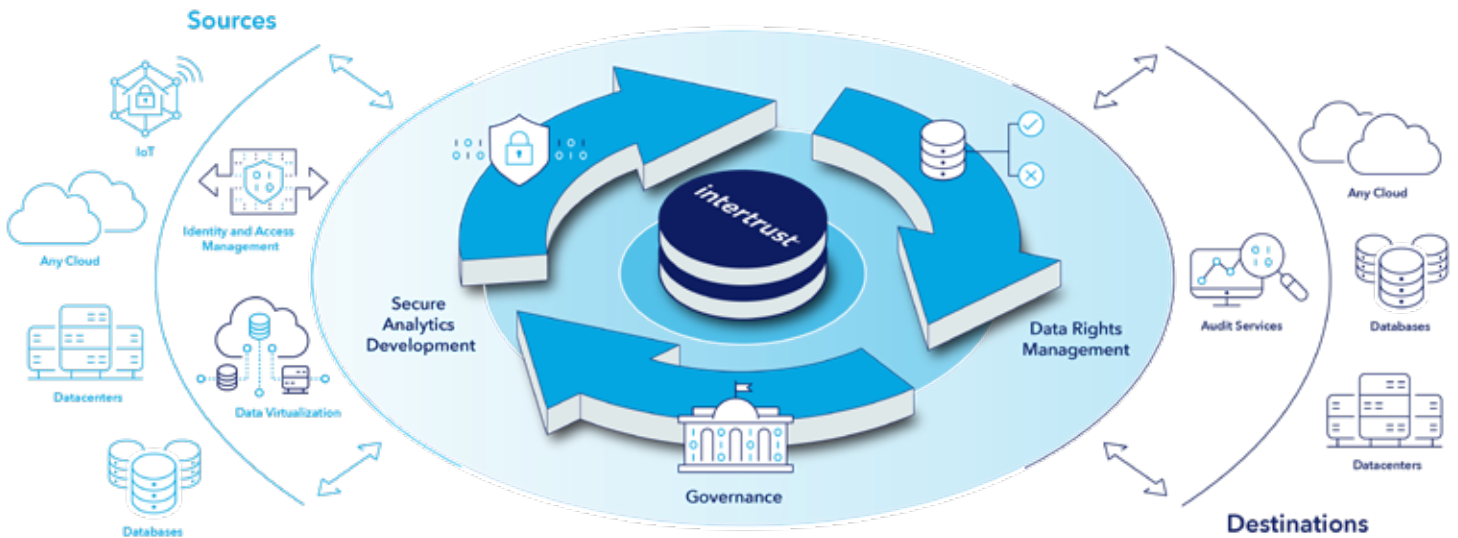 Sources
IoT
Any Cloud
Datacenters
Databases
Identity and Access
Management
Data Virtualization
Secure
Analytics
Development
intertrust
Governance
Data Rights
Management
Audit Services
Any Cloud
Databases
Datacenters
Destinations